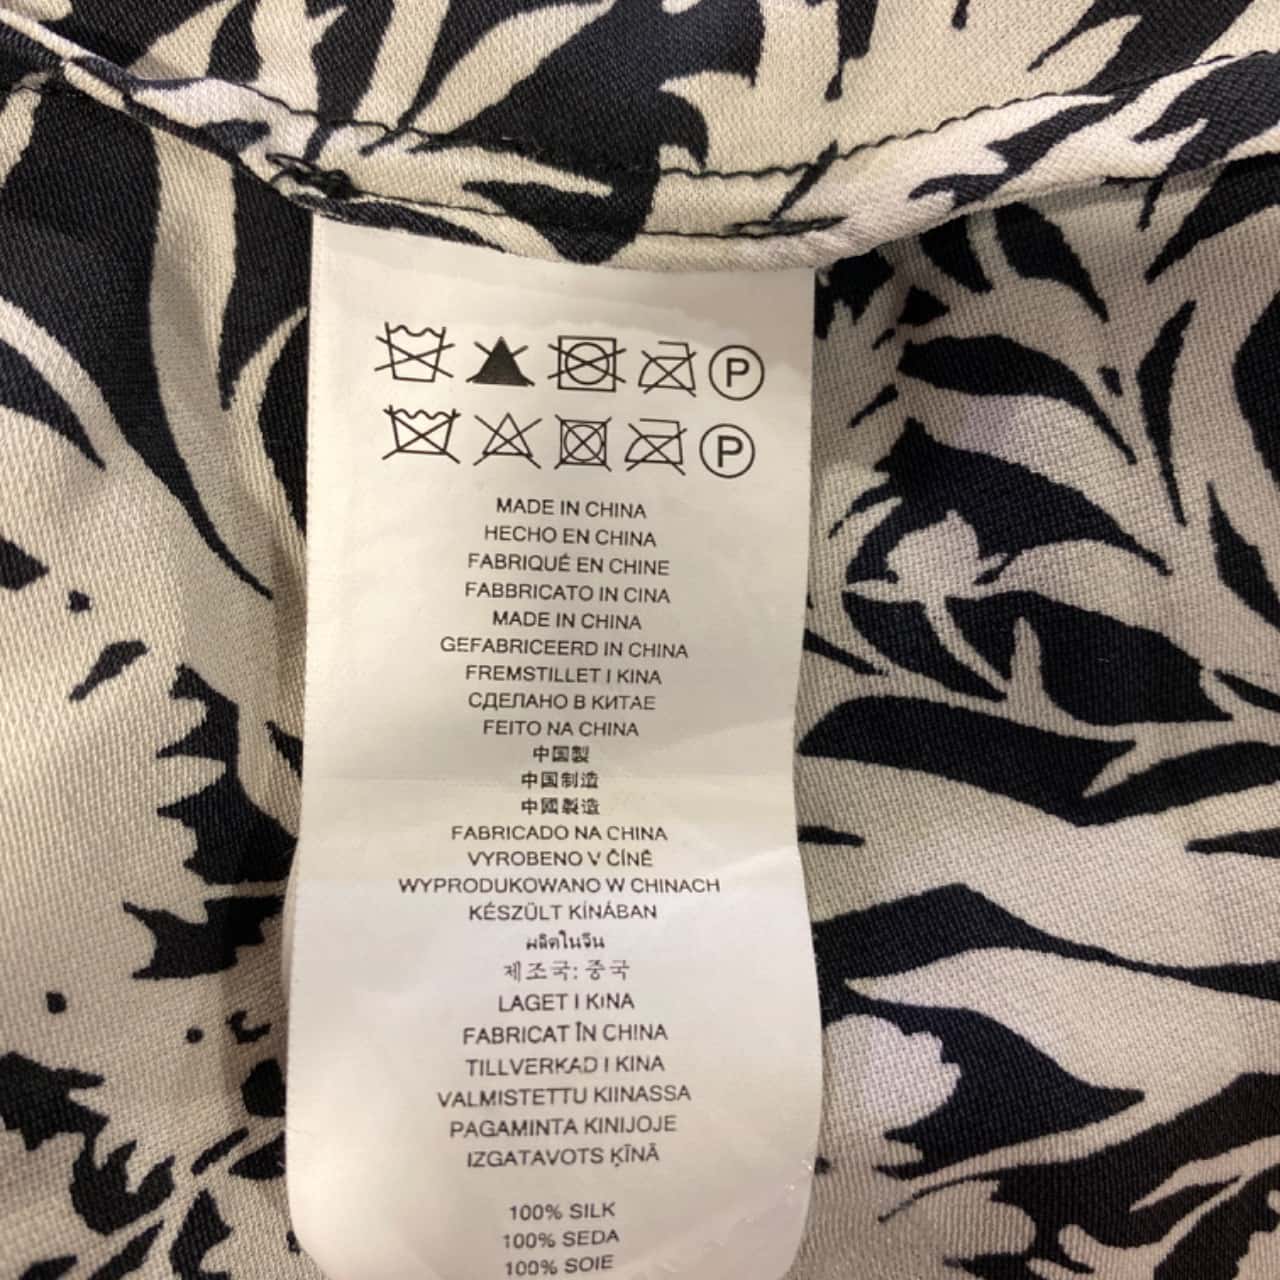 P
P
MADE IN CHINA
HECHO EN CHINA
FABRIQUÉ EN CHINE
FABBRICATO IN CINA
MADE IN CHINA
GEFABRICEERD IN CHINA
FREMSTILLET I KINA
СДЕЛАНО В КИТАЕ
FEITO NA CHINA
中国製
中国制造
中國製造
FABRICADO NA CHINA
VYROBENO V ČÍNĚ
WYPRODUKOWANO W CHINACH
KÉSZÜLT KÍNÁBAN
ผลิตในจีน
제조국: 중국
LAGET I KINA
FABRICAT ÎN CHINA
TILLVERKAD I KINA
VALMISTETTU KIINASSA
PAGAMINTA KINIJOJE
IZGATAVOTS ĶĪNĀ
100% SILK
100% SEDA
100% SOIE